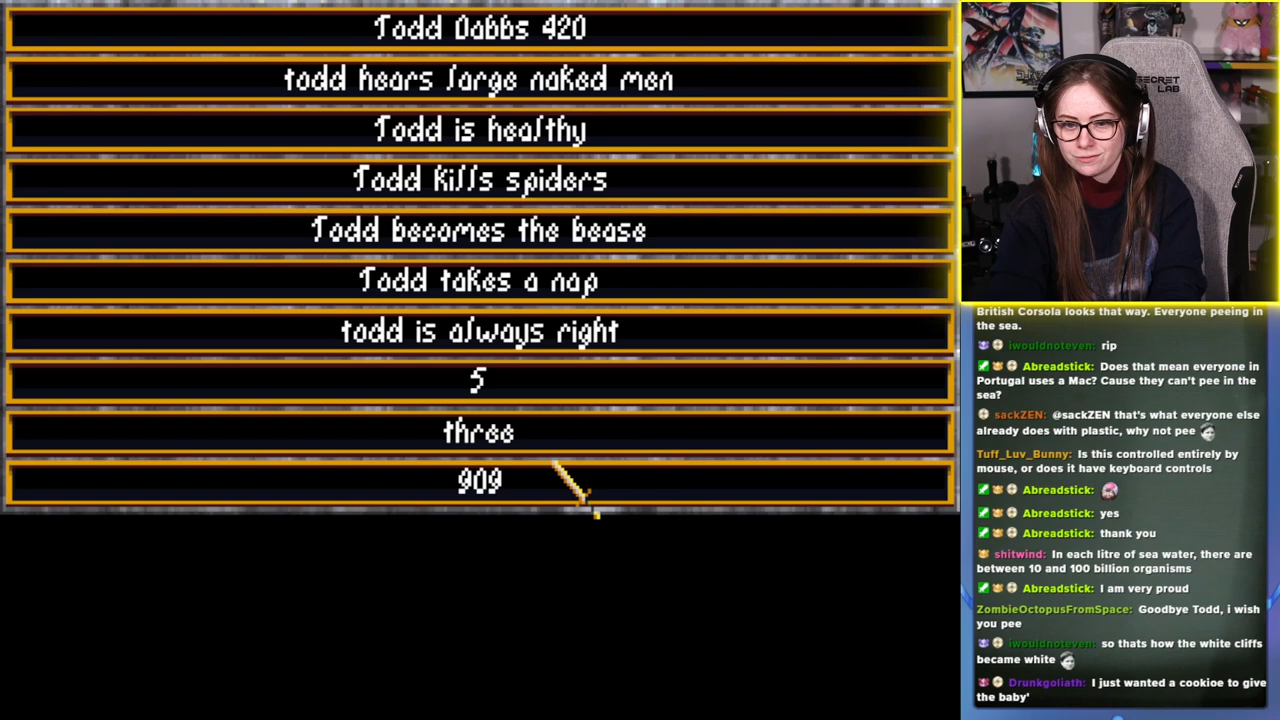 Todd Dabbs 420
todd hears large naked men
Todd is healthy
Todd kills spiders
Todd becomes the bease
Todd takes a nap
todd is always right
5
three
909
SECRET
LAB
British Corsola looks that way. Everyone peeing in
the sea.
iwouldnoteven: rip
Abreadstick: Does that mean everyone in
Portugal uses a Mac? Cause they can't pee in the
sea?
sackZEN: @sackZEN that's what everyone else
already does with plastic, why not pee
Tuff_Luv_Bunny: Is this controlled entirely by
mouse, or does it have keyboard controls
Abreadstick:
Abreadstick: yes
Abreadstick: thank you
shitwind: In each litre of sea water, there are
between 10 and 100 billion organisms
Abreadstick: I am very proud
ZombieOctopusFromSpace: Goodbye Todd, i wish
you pee
iwouldnoteven: so thats how the white cliffs
became white
Drunkgoliath: I just wanted a cookioe to give
the baby'